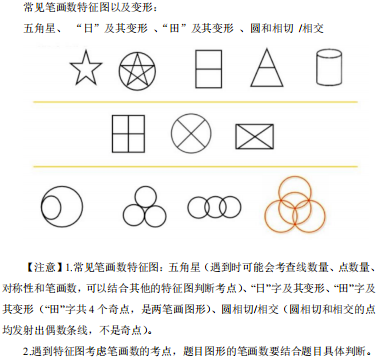 常见笔画数特征图以及变形：
五角星、 “日”及其变形 、“田”及其变形、圆和相切 /相交
【注意】1.常见笔画数特征图：五角星（遇到时可能会考查线数量、点数量、
对称性和笔画数，可以结合其他的特征图判断考点）、“日”字及其变形、“田”字及
其变形（“田”字共 4 个奇点，是两笔画图形）、圆相切/相交（圆相切和相交的点
均发射出偶数条线，不是奇点）。
2.遇到特征图考虑笔画数的考点，题目图形的笔画数要结合题目具体判断。